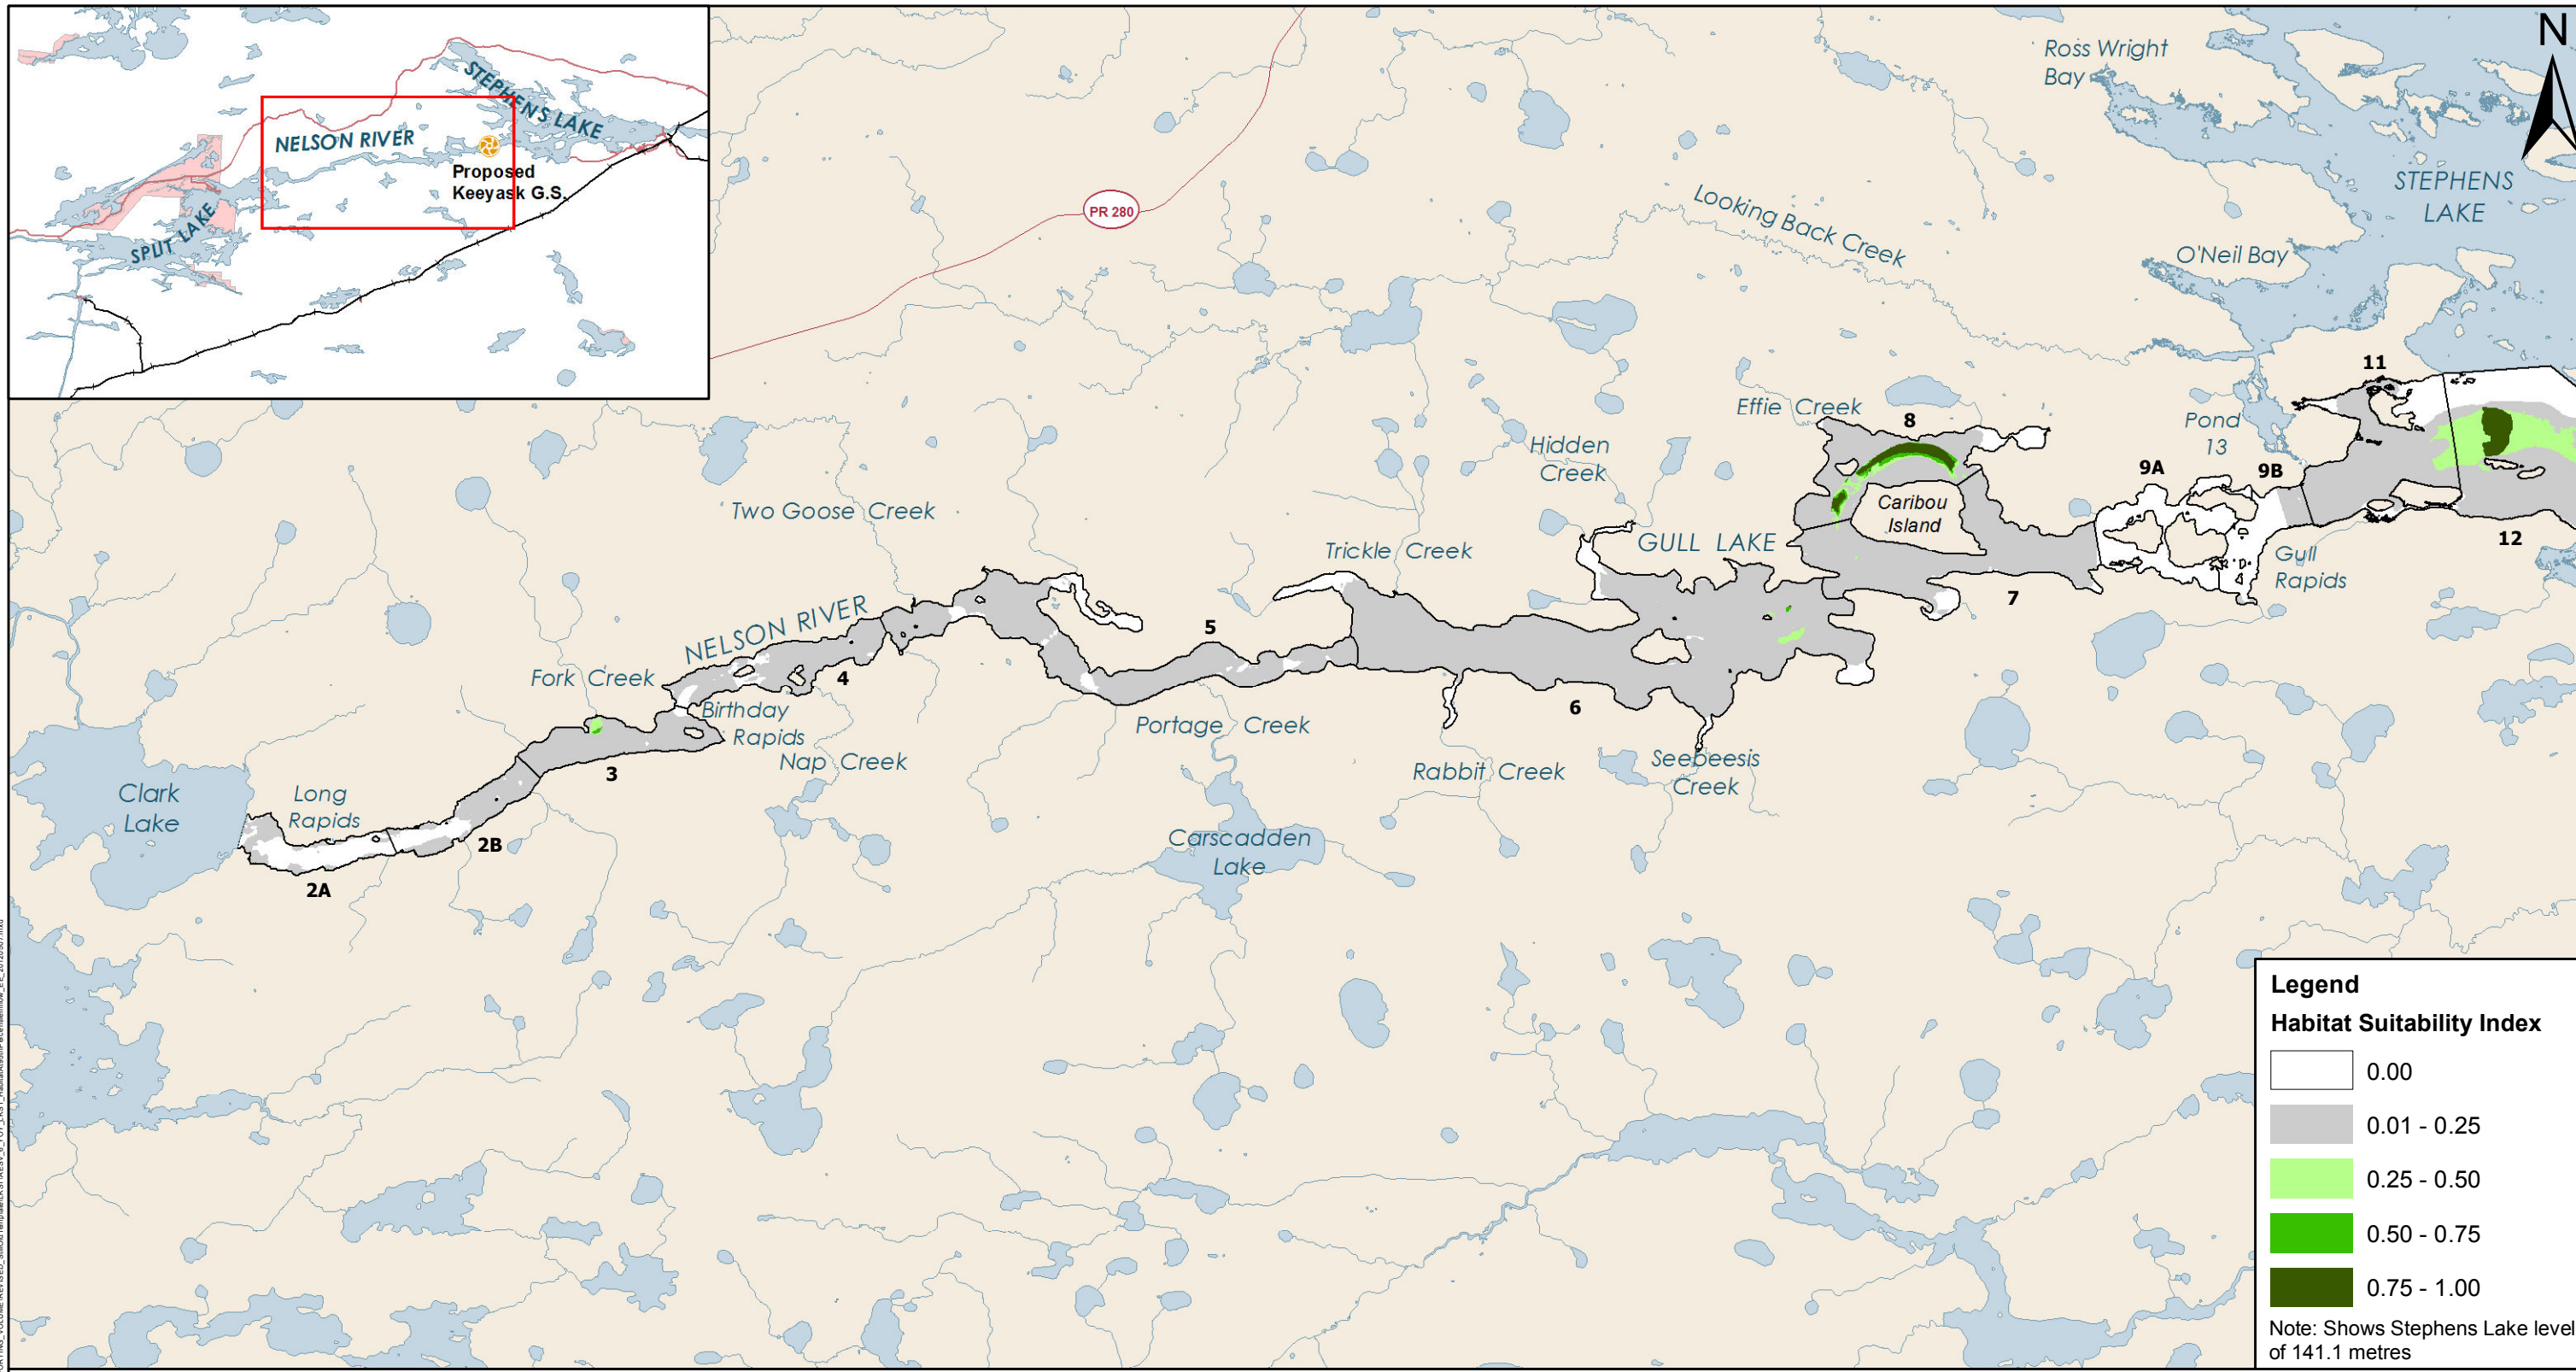 STEPHENS LAKE
NELSON RIVER
Proposed
Keeyask G.S.
SPLIT LAKE
PR 280
Ross Wright
Bay
N
STEPHENS
LAKE
Looking Back Creek
O'Neil Bay
11
Effie Creek
8
Pond
13
Hidden
Creek
9A
9B
Caribou
Island
Two Goose Creek
GULL LAKE
12
Trickle Creek
Gull
Rapids
7
NELSON RIVER
5
Fork Creek
4
Birthday
Rapids
6
Portage Creek
Nap Creek
3
Rabbit Creek
Seebeesis
Creek
Clark
Lake
Long
Rapids
2B
Carscadden
Lake
2A
Legend
Habitat Suitability Index
0.00
0.01 - 0.25
0.25 - 0.50
0.50 - 0.75
0.75 - 1.00
Note: Shows Stephens Lake level
of 141.1 metres